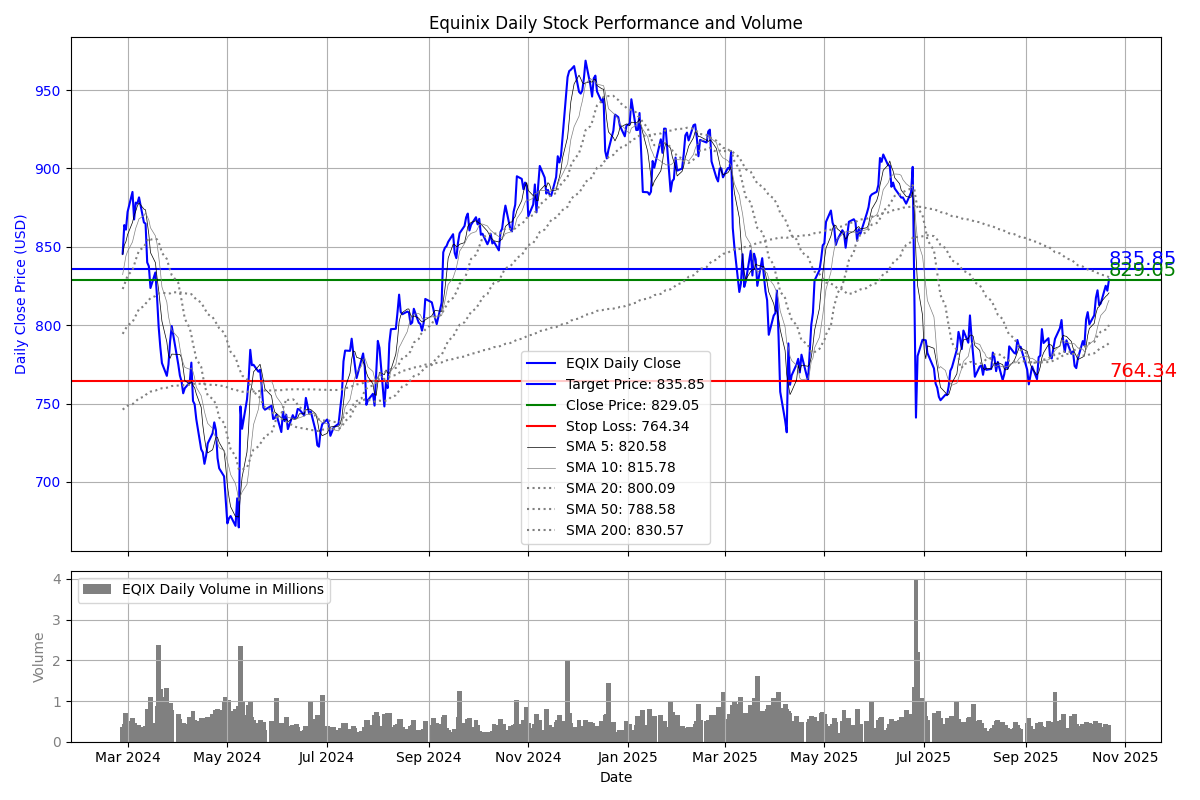 Equinix Daily Stock Performance and Volume
Daily Close Price (USD)
950
900
850
800
750
700
835.85
829.05
764.34
EQIX Daily Close
Target Price: 835.85
Close Price: 829.05
Stop Loss: 764.34
SMA 5: 820.58
SMA 10: 815.78
SMA 20: 800.09
SMA 50: 788.58
SMA 200: 830.57
Volume
4
3
2
1
0
EQIX Daily Volume in Millions
Mar 2024 May 2024 Jul 2024 Sep 2024 Nov 2024 Jan 2025 Mar 2025 May 2025 Jul 2025 Sep 2025 Nov 2025
Date